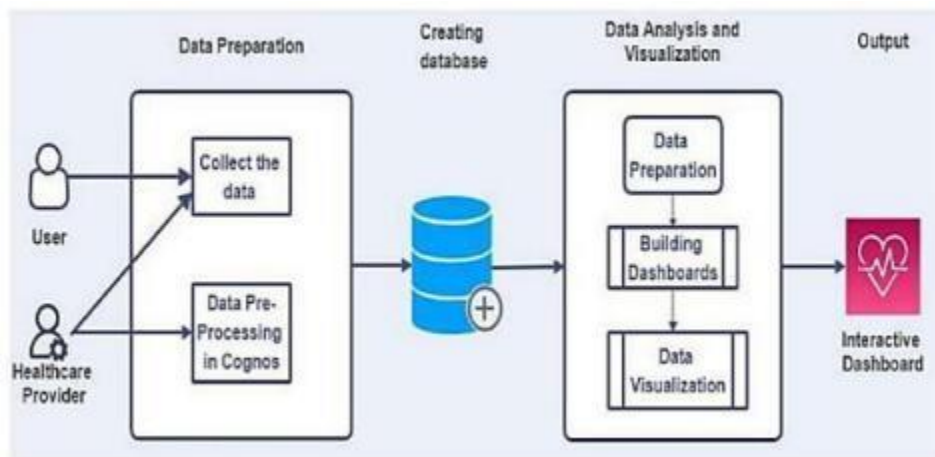 Data Preparation
Creating
database
Data Analysis and
Visualization
Output
User
Healthcare
Provider
Collect the
data
Data Pre-
Processing
in Cognos
Data
Preparation
Building
Dashboards
Data
Visualization
Interactive
Dashboard